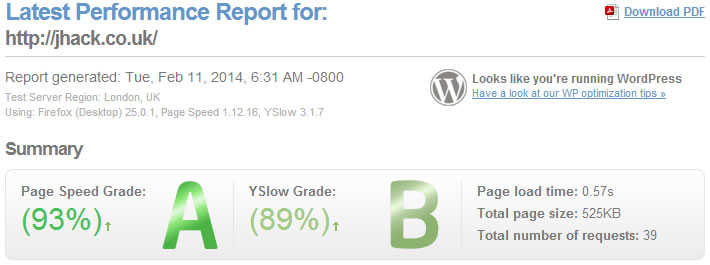 Latest Performance Report for:
Download PDF
http://jhack.co.uk/
Report generated: Tue, Feb 11, 2014, 6:31 AM -0800
Test Server Region: London, UK
Using: Firefox (Desktop) 25.0.1, Page Speed 1.12.16, YSlow 3.1.7
Looks like you're running WordPress
Have a look at our WP optimization tips »
Summary
Page Speed Grade:
(93%)↑
A
YSlow Grade:
(89%)↑
B
Page load time: 0.57s
Total page size: 525KB
Total number of requests: 39